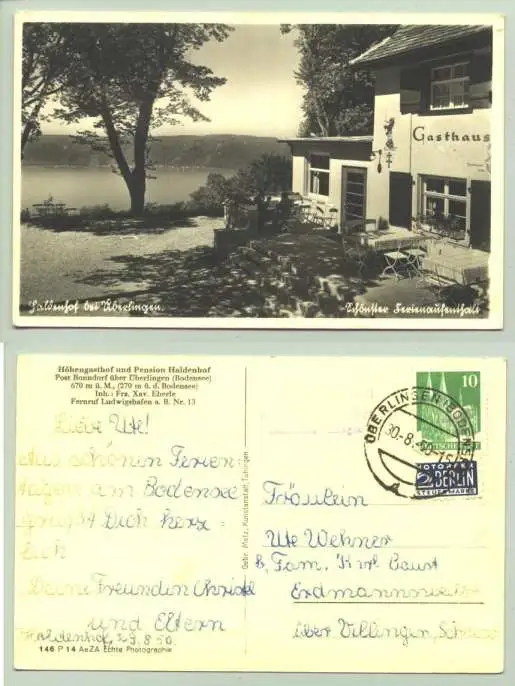 Gasthaus
Haldenhof bei Überlingen.
Schönster Ferienaufenthalt
Höhengasthof und Pension Haldenhof
Post Bonndorf über Überlingen (Bodensee)
670 m ü. M., (270 m ü. d. Bodensee)
Inh.: Frz. Xav. Eberle
Fernruf Ludwigshafen a. B. Nr. 13
Liebe Ute!
Aus schönen Ferien
tagen am Bodensee
grüßt Dich herz
lich
Deine Freundin Christel
und Eltern
Haldenhof, 29.8.50.
146 P 14 AeZA Echte Photographie
Gebr. Metz, Kunstanstalt, Tübingen
10
DEUTSCHE POST
ÜBERLINGEN (BODENSEE)
30.-8.
a
NOTOPFER
2 BERLIN
STEUERMARKE
Fräulein
Ute Wehner
b. Fam. Karl
Erdmannsweiler
über Villingen,